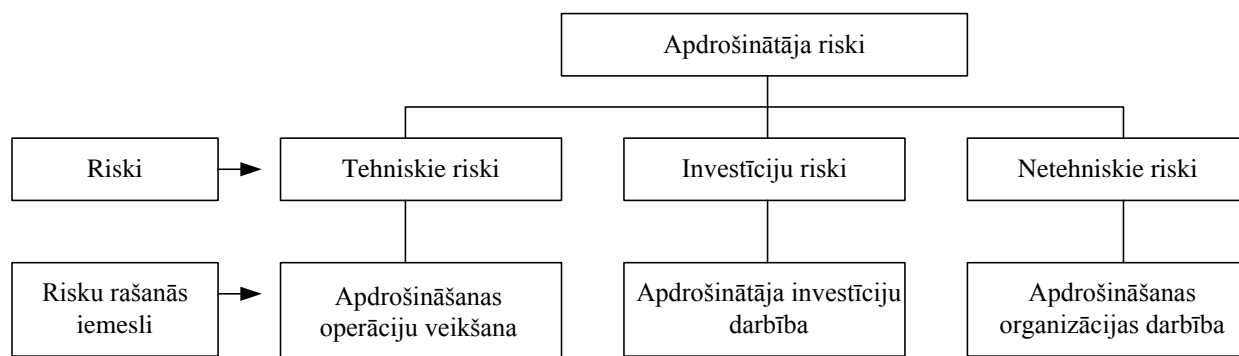 Apdrošinātāja riski
Riski
Tehniskie riski
Investīciju riski
Netehniskie riski
Risku rašanās
iemesli
Apdrošināšanas
operāciju veikšana
Apdrošinātāja investīciju
darbība
Apdrošināšanas
organizācijas darbība